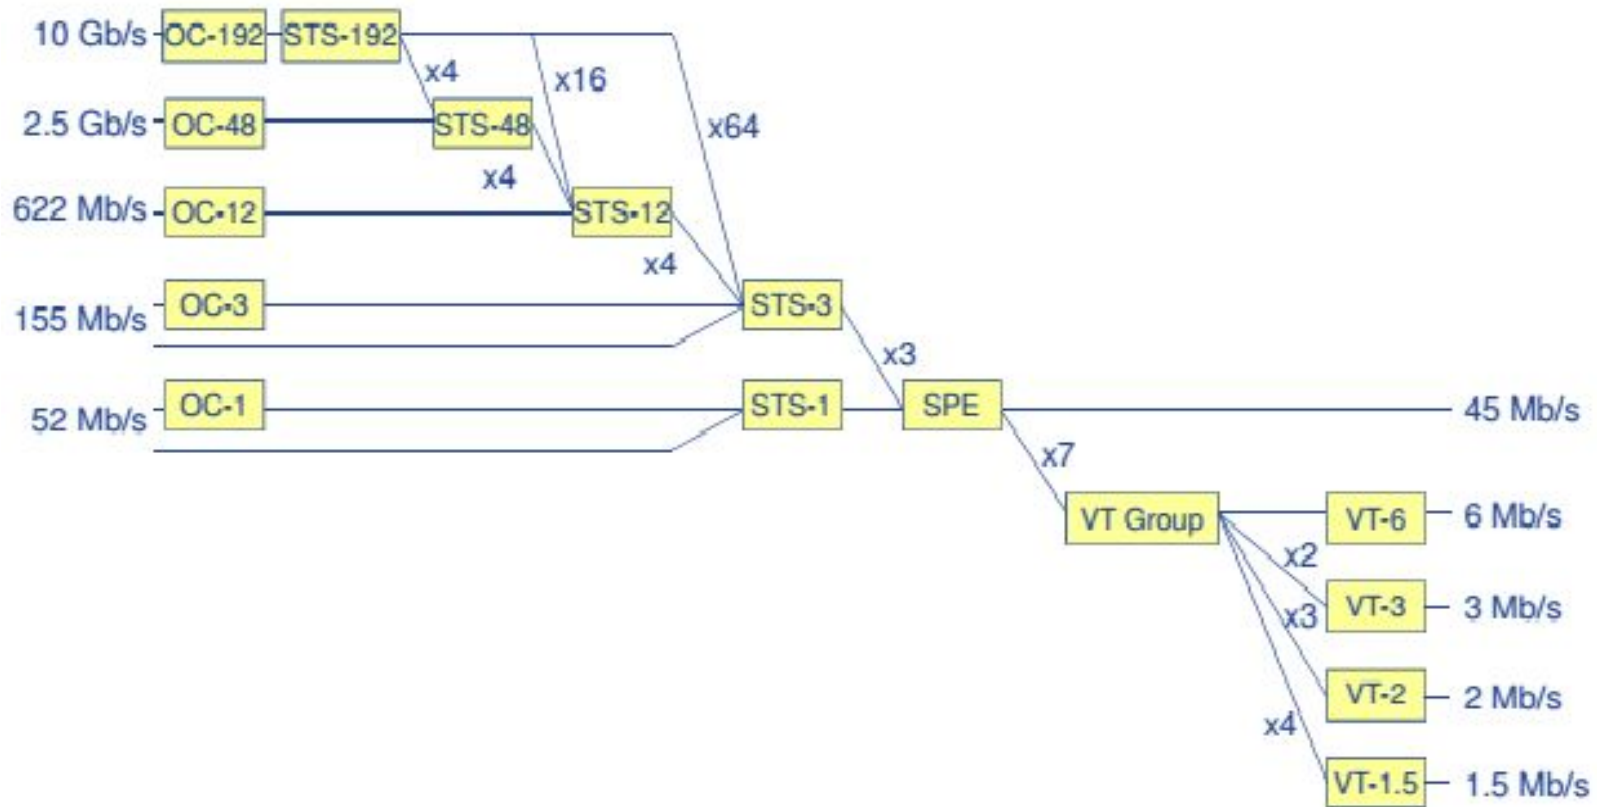 10 Gb/s OC-192 STS-192
x4 x16
2.5 Gb/s OC-48 STS-48 x64
x4
622 Mb/s OC-12 STS-12
x4
155 Mb/s OC-3 STS-3
x3
52 Mb/s OC-1 STS-1 SPE 45 Mb/s
x7
VT Group VT-6 6 Mb/s
x2
VT-3 3 Mb/s
x3
VT-2 2 Mb/s
x4
VT-1.5 1.5 Mb/s